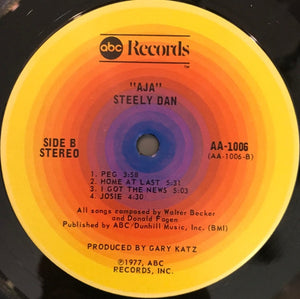 abc Records
TM
"AJA"
STEELY DAN
SIDE B
STEREO
AA-1006
(AA-1006-B)
1. PEG 3:58
2. HOME AT LAST 5:31
3. I GOT THE NEWS 5:03
4. JOSIE 4:30
All songs composed by Walter Becker
and Donald Fagen
Published by ABC/Dunhill Music, Inc. (BMI)
PRODUCED BY GARY KATZ
©1977, ABC
RECORDS, INC.